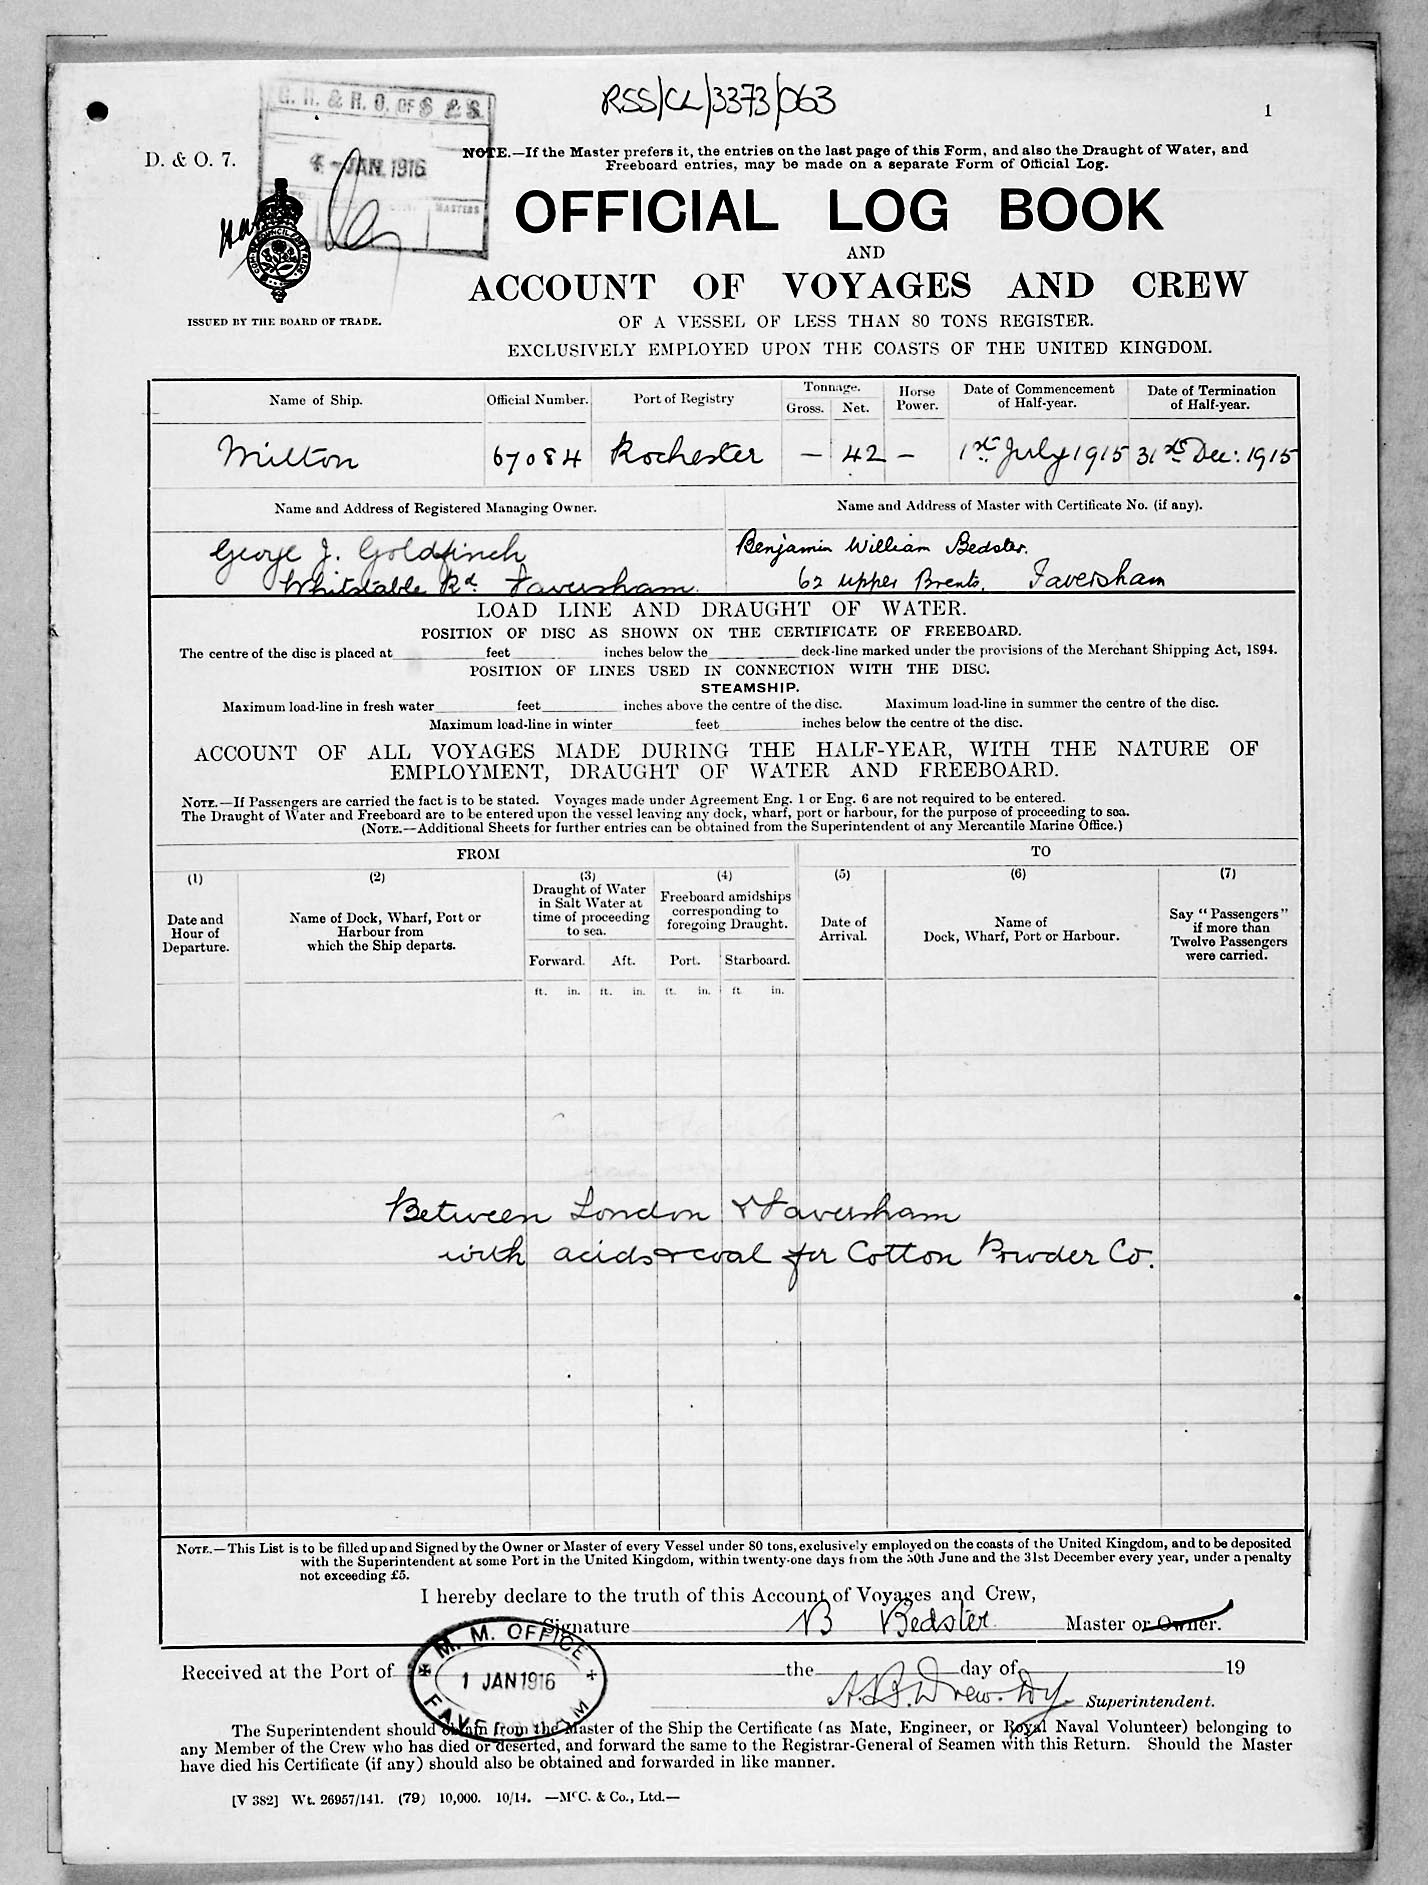 RSS/CL/3373/063
1
G. R. & R. O. OF S & S.
4 - JAN. 1916
MASTERS
D. & O. 7.
NOTE.—If the Master prefers it, the entries on the last page of this Form, and also the Draught of Water, and
Freeboard entries, may be made on a separate Form of Official Log.
OFFICIAL LOG BOOK
AND
ACCOUNT OF VOYAGES AND CREW
ISSUED BY THE BOARD OF TRADE.
OF A VESSEL OF LESS THAN 80 TONS REGISTER.
EXCLUSIVELY EMPLOYED UPON THE COASTS OF THE UNITED KINGDOM.
Name of Ship. Official Number. Port of Registry Tonnage. Gross. Net. Horse Power. Date of Commencement of Half-year. Date of Termination of Half-year.
Milton 67084 Rochester — 42 — 1st July 1915 31st Dec: 1915
Name and Address of Registered Managing Owner. Name and Address of Master with Certificate No. (if any).
George J. Goldfinch Benjamin William Bedster.
Whitstable Rd. Faversham. 62 Upper Brents, Faversham
LOAD LINE AND DRAUGHT OF WATER.
POSITION OF DISC AS SHOWN ON THE CERTIFICATE OF FREEBOARD.
The centre of the disc is placed at feet inches below the deck-line marked under the provisions of the Merchant Shipping Act, 1894.
POSITION OF LINES USED IN CONNECTION WITH THE DISC.
STEAMSHIP.
Maximum load-line in fresh water feet inches above the centre of the disc. Maximum load-line in summer the centre of the disc.
Maximum load-line in winter feet inches below the centre of the disc.
ACCOUNT OF ALL VOYAGES MADE DURING THE HALF-YEAR, WITH THE NATURE OF
EMPLOYMENT, DRAUGHT OF WATER AND FREEBOARD.
NOTE.—If Passengers are carried the fact is to be stated. Voyages made under Agreement Eng. 1 or Eng. 6 are not required to be entered.
The Draught of Water and Freeboard are to be entered upon the vessel leaving any dock, wharf, port or harbour, for the purpose of proceeding to sea.
(NOTE.—Additional Sheets for further entries can be obtained from the Superintendent of any Mercantile Marine Office.)
FROM TO
(1) Date and Hour of Departure.
(2) Name of Dock, Wharf, Port or Harbour from which the Ship departs.
(3) Draught of Water in Salt Water at time of proceeding to sea.
Forward. Aft.
(4) Freeboard amidships corresponding to foregoing Draught.
Port. Starboard.
(5) Date of Arrival.
(6) Name of Dock, Wharf, Port or Harbour.
(7) Say "Passengers" if more than Twelve Passengers were carried.
ft. in. ft. in. ft. in. ft. in.
Between London & Faversham
with acids & coal for Cotton Powder Co.
NOTE.—This List is to be filled up and Signed by the Owner or Master of every Vessel under 80 tons, exclusively employed on the coasts of the United Kingdom, and to be deposited
with the Superintendent at some Port in the United Kingdom, within twenty-one days from the 30th June and the 31st December every year, under a penalty
not exceeding £5.
I hereby declare to the truth of this Account of Voyages and Crew,
Signature B Bedster Master or Owner.
M. M. OFFICE
1 JAN 1916
FAVERSHAM
Received at the Port of the day of 19
A. B. Drew. Dy Superintendent.
The Superintendent should obtain from the Master of the Ship the Certificate (as Mate, Engineer, or Royal Naval Volunteer) belonging to
any Member of the Crew who has died or deserted, and forward the same to the Registrar-General of Seamen with this Return. Should the Master
have died his Certificate (if any) should also be obtained and forwarded in like manner.
[V 382] Wt. 26957/141. (79) 10,000. 10/14. —McC. & Co., Ltd.—